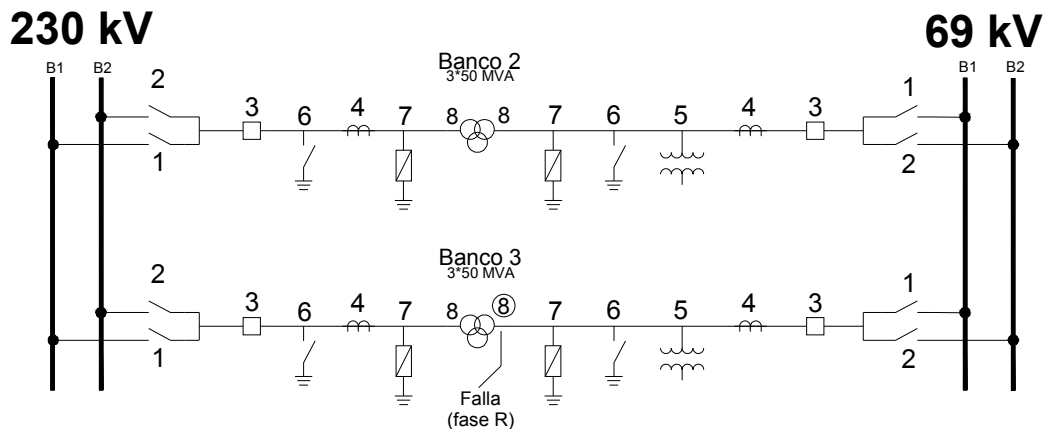 230 kV
69 kV
B1 B2
B1 B2
Banco 2
3*50 MVA
2 3 6 4 7 8 8 7 6 5 4 3 1
1 2
Banco 3
3*50 MVA
2 3 6 4 7 8 8 7 6 5 4 3 1
1 2
Falla
(fase R)